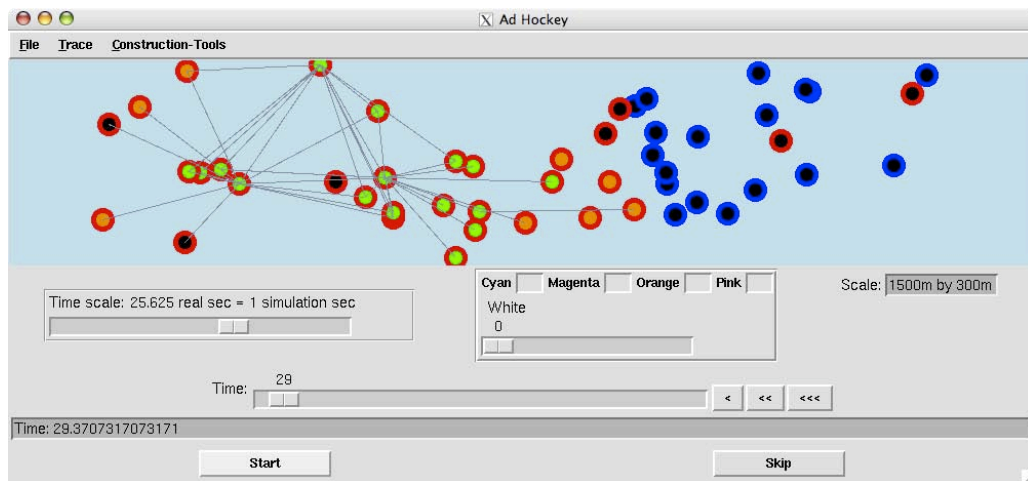 Ad Hockey
File Trace Construction-Tools
Cyan Magenta Orange Pink
Scale: 1500m by 300m
Time scale: 25.625 real sec = 1 simulation sec
White
0
29
Time: < << <<<
Time: 29.3707317073171
Start Skip